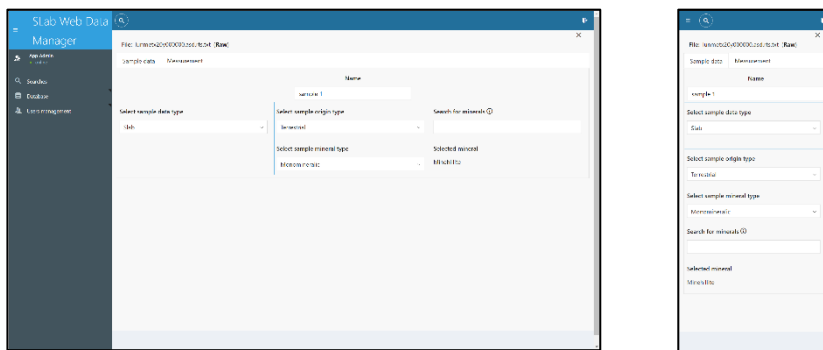 SLab Web Data
Manager
App Admin
Searches
Database
Users management
File: (Raw)
Sample data Measurement
Name
sample 1
Select sample data type
Slab
Select sample origin type
Terrestrial
Search for minerals
Select sample mineral type
Monomineralic
Selected mineral
File: (Raw)
Sample data Measurement
Name
sample 1
Select sample data type
Slab
Select sample origin type
Terrestrial
Select sample mineral type
Monomineralic
Search for minerals
Selected mineral